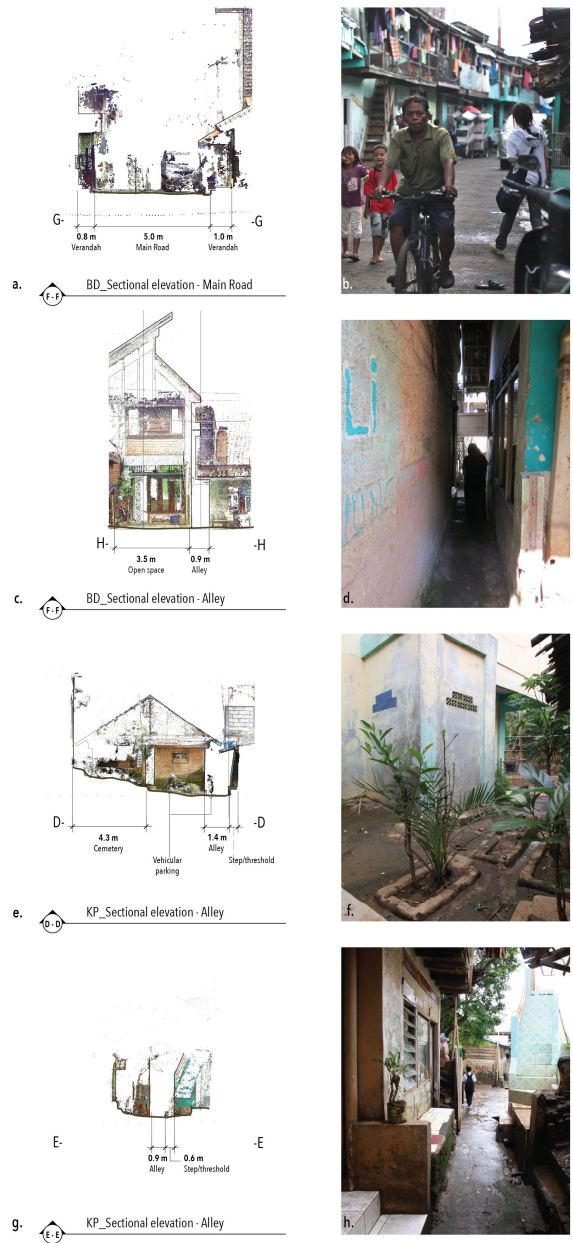 G-
-G
0.8 m
Verandah
5.0 m
Main Road
1.0 m
Verandah
a.
F - F
BD_Sectional elevation - Main Road
b.
H-
-H
3.5 m
Open space
0.9 m
Alley
c.
F - F
BD_Sectional elevation - Alley
Li
d.
D-
-D
4.3 m
Cemetery
Vehicular
parking
1.4 m
Alley
Step/threshold
e.
D - D
KP_Sectional elevation - Alley
f.
E-
-E
0.9 m
Alley
0.6 m
Step/threshold
g.
E - E
KP_Sectional elevation - Alley
h.